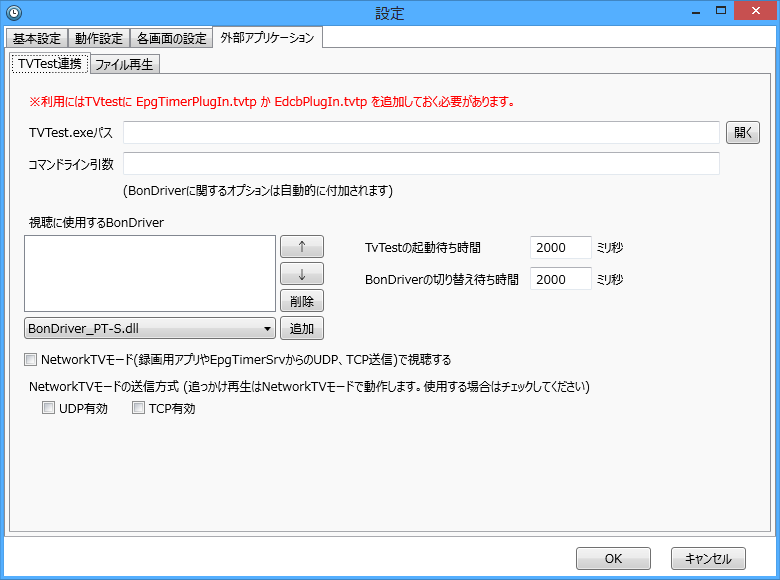 設定
基本設定 動作設定 各画面の設定 外部アプリケーション
TVTest連携 ファイル再生
※利用にはTVtestに EpgTimerPlugIn.tvtp か EdcbPlugIn.tvtp を追加しておく必要があります。
TVTest.exeパス 開く
コマンドライン引数
(BonDriverに関するオプションは自動的に付加されます)
視聴に使用するBonDriver
↑ TvTestの起動待ち時間 2000 ミリ秒
↓ BonDriverの切り替え待ち時間 2000 ミリ秒
削除
BonDriver_PT-S.dll 追加
NetworkTVモード(録画用アプリやEpgTimerSrvからのUDP、TCP送信)で視聴する
NetworkTVモードの送信方式 (追っかけ再生はNetworkTVモードで動作します。使用する場合はチェックしてください)
UDP有効 TCP有効
OK キャンセル